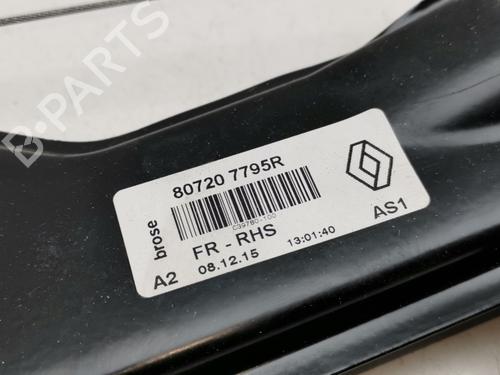 80720 7795R
brose
C39780-100
FR - RHS
A2
08.12.15
13:01:40
AS1
B-PARTS